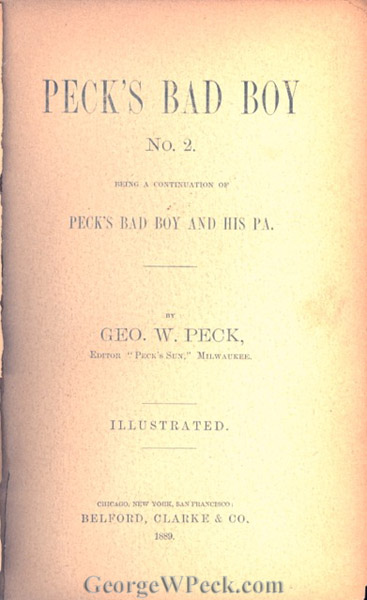 PECK'S BAD BOY
No. 2.
BEING A CONTINUATION OF
PECK'S BAD BOY AND HIS PA.
BY
GEO. W. PECK,
EDITOR "PECK'S SUN," MILWAUKEE.
ILLUSTRATED.
CHICAGO; NEW YORK, SAN FRANCISCO:
BELFORD, CLARKE & CO.
1889.
GeorgeWPeck.com